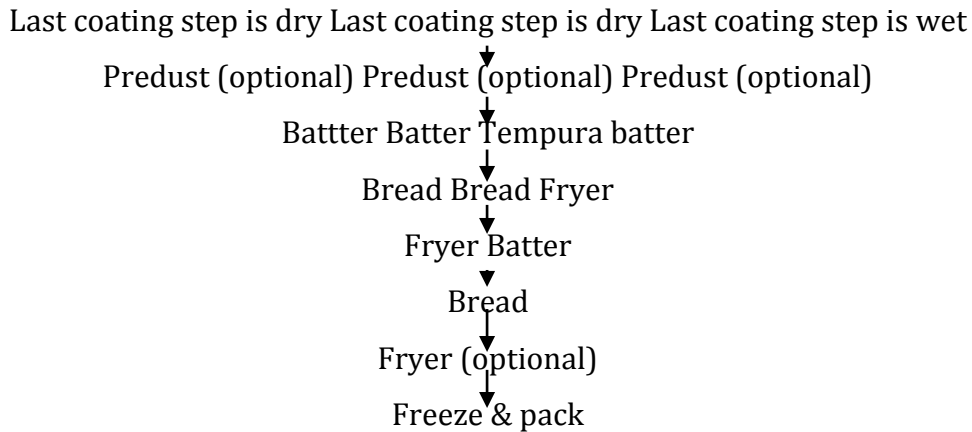 Last coating step is dry Last coating step is dry Last coating step is wet
Predust (optional) Predust (optional) Predust (optional)
Battter Batter Tempura batter
Bread Bread Fryer
Fryer Batter
Bread
Fryer (optional)
Freeze & pack